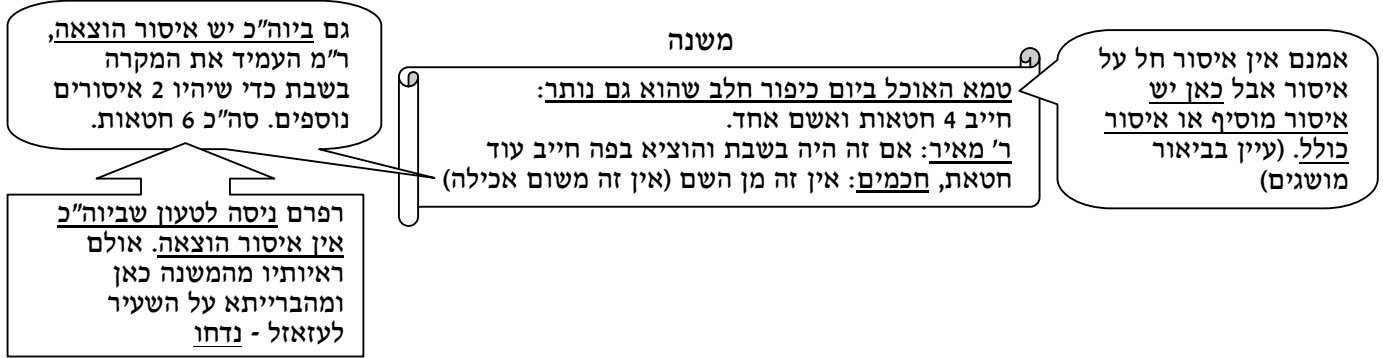 משנה
טמא האוכל ביום כיפור חלב שהוא גם נותר:
חייב 4 חטאות ואשם אחד.
ר' מאיר: אם זה היה בשבת והוציא בפה חייב עוד
חטאת, חכמים: אין זה מן השם (אין זה משום אכילה)
אמנם אין איסור חל על
איסור אבל כאן יש
איסור מוסיף או איסור
כולל. (עיין בביאור
מושגים)
גם ביוה"כ יש איסור הוצאה,
ר"מ העמיד את המקרה
בשבת כדי שיהיו 2 איסורים
נוספים. סה"כ 6 חטאות.
רפרם ניסה לטעון שביוה"כ
אין איסור הוצאה. אולם
ראיותיו מהמשנה כאן
ומהברייתא על השעיר
לעזאזל - נדחו